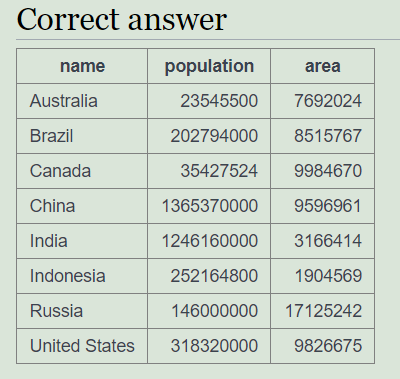 Correct answer
name population area
Australia 23545500 7692024
Brazil 202794000 8515767
Canada 35427524 9984670
China 1365370000 9596961
India 1246160000 3166414
Indonesia 252164800 1904569
Russia 146000000 17125242
United States 318320000 9826675